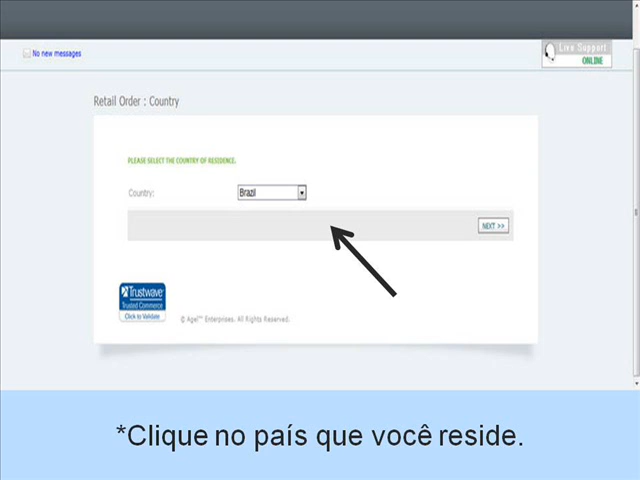 No new messages
Live Support
ONLINE
Retail Order : Country
PLEASE SELECT THE COUNTRY OF RESIDENCE.
Country:
Brazil
NEXT >>
Trustwave
Trusted Commerce
Click to Validate
© Agel™ Enterprises. All Rights Reserved.
*Clique no país que você reside.